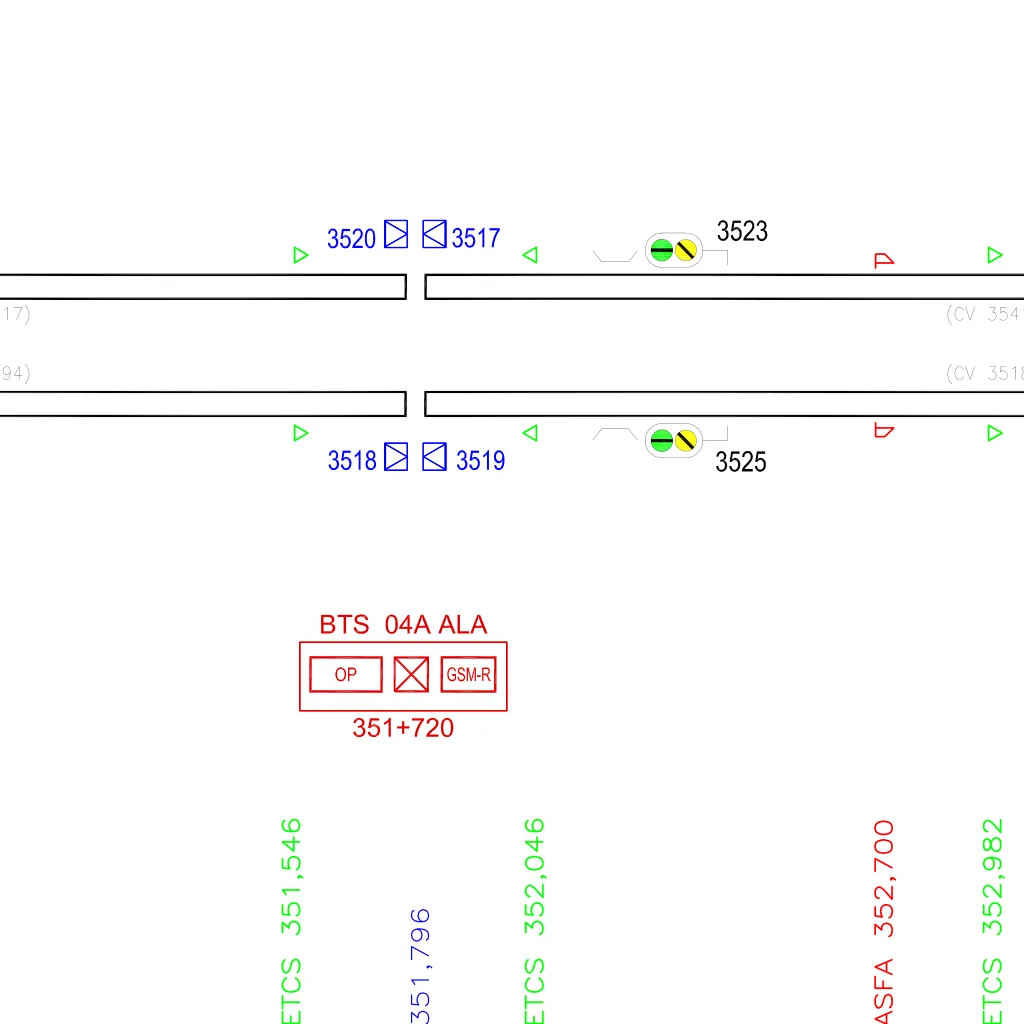 3523
3520 3517
17) (CV 354
94) (CV 3518
3518 3519
3525
BTS 04A ALA
OP GSM-R
351+720
ETCS 351,546
351,796
ETCS 352,046
ASFA 352,700
ETCS 352,982